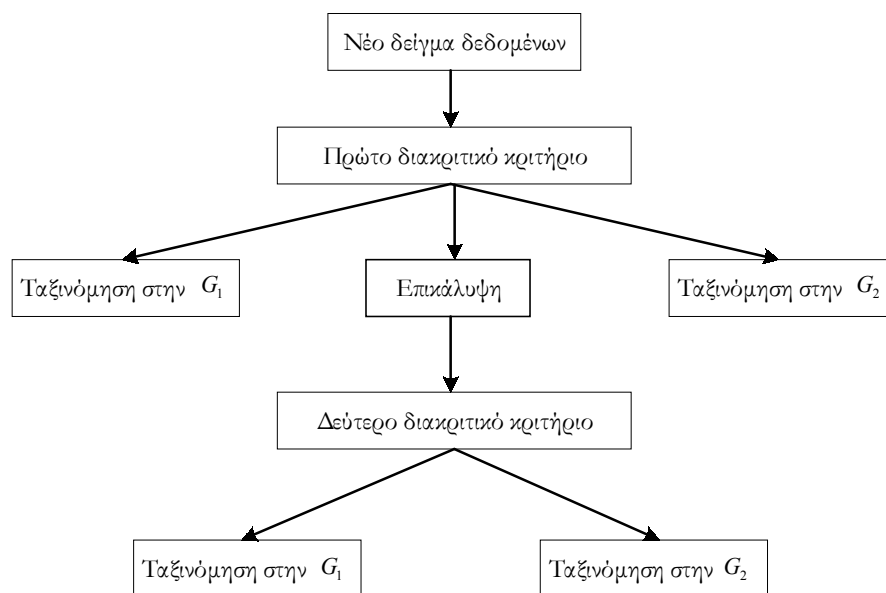 Νέο δείγμα δεδομένων
Πρώτο διακριτικό κριτήριο
Ταξινόμηση στην G₁
Επικάλυψη
Ταξινόμηση στην G₂
Δεύτερο διακριτικό κριτήριο
Ταξινόμηση στην G₁
Ταξινόμηση στην G₂